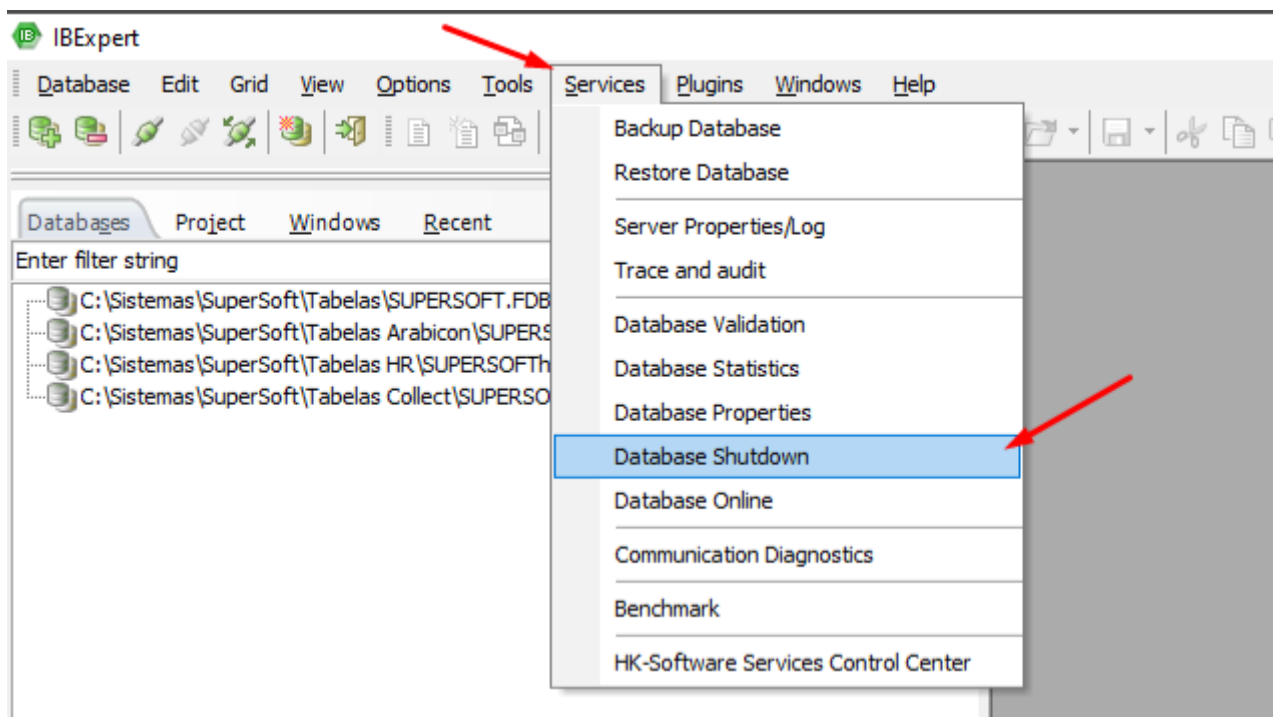 IBExpert
Database Edit Grid View Options Tools Services Plugins Windows Help
Backup Database
Restore Database
Server Properties/Log
Trace and audit
Database Validation
Database Statistics
Database Properties
Database Shutdown
Database Online
Communication Diagnostics
Benchmark
HK-Software Services Control Center
Databases Project Windows Recent
Enter filter string
C:\Sistemas\SuperSoft\Tabelas\SUPERSOFT.FDB
C:\Sistemas\SuperSoft\Tabelas Arabicon\SUPERS
C:\Sistemas\SuperSoft\Tabelas HR\SUPERSOFTh
C:\Sistemas\SuperSoft\Tabelas Collect\SUPERSO